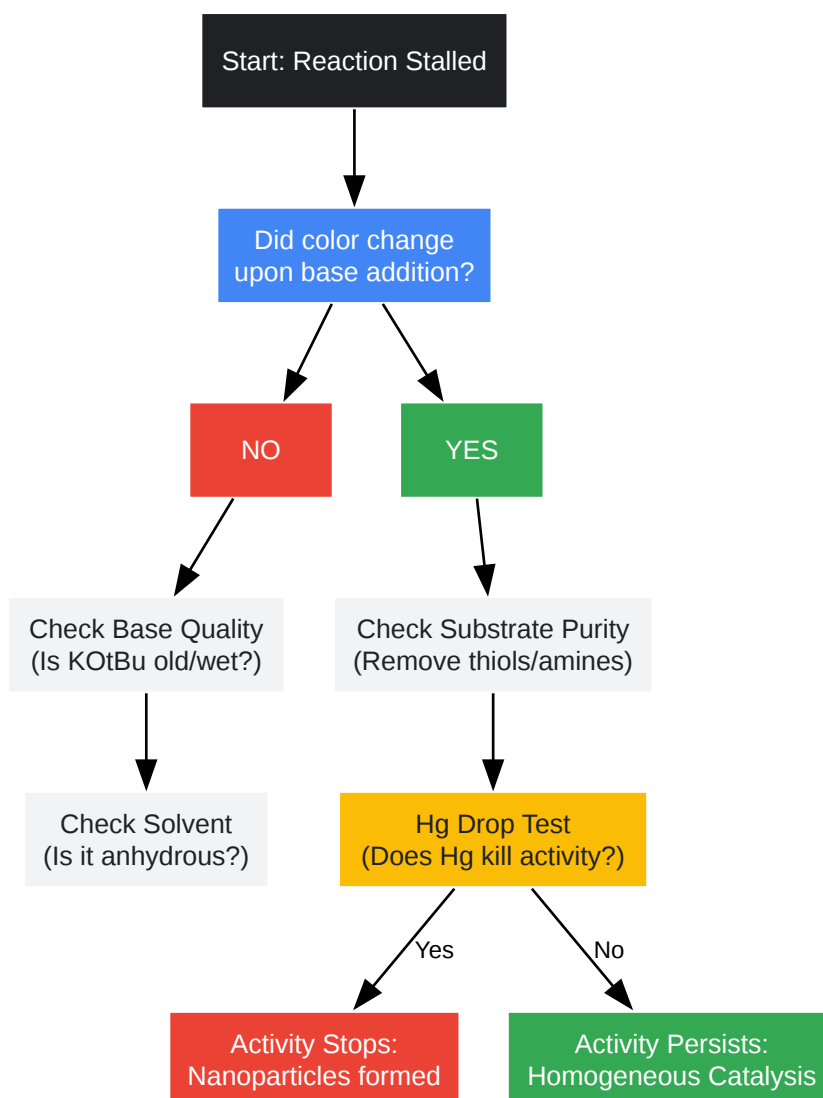 Start: Reaction Stalled
Did color change
upon base addition?
NO
YES
Check Base Quality
(Is KOtBu old/wet?)
Check Substrate Purity
(Remove thiols/amines)
Check Solvent
(Is it anhydrous?)
Hg Drop Test
(Does Hg kill activity?)
Yes
No
Activity Stops:
Nanoparticles formed
Activity Persists:
Homogeneous Catalysis